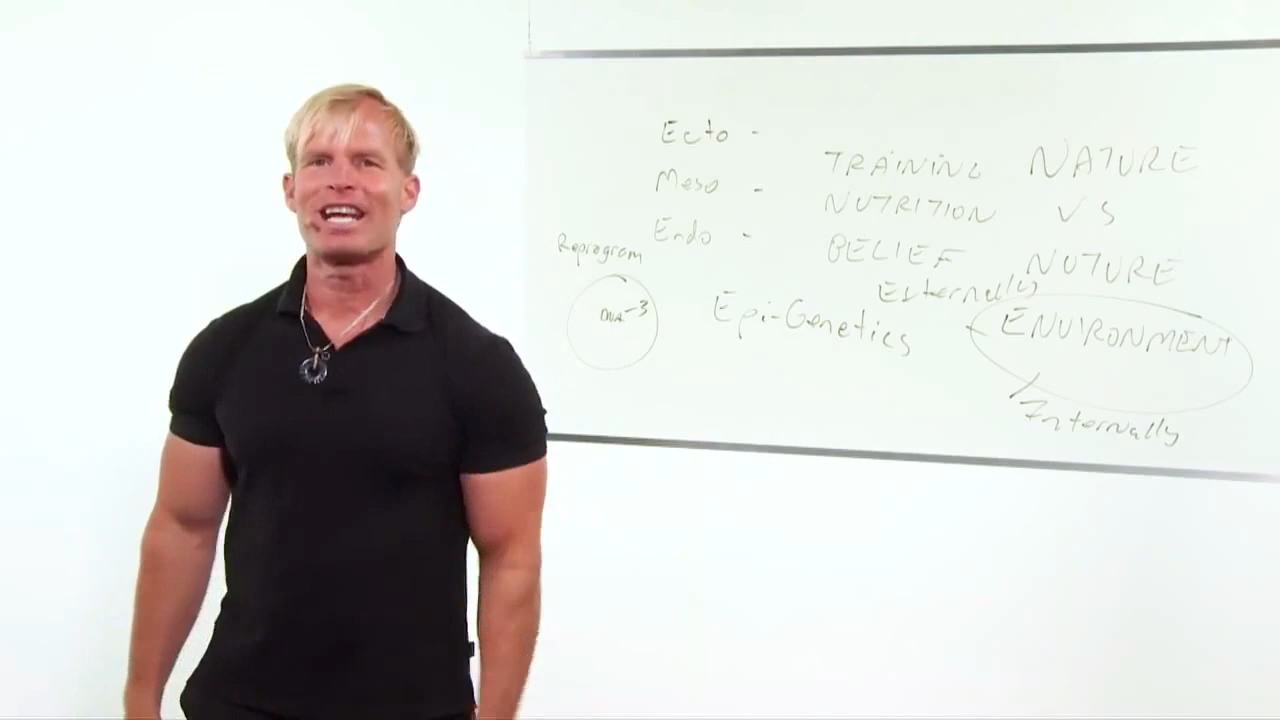 Ecto -
Meso -
Endo -
TRAINING
NUTRITION
BELIEF
NATURE
VS
NUTURE
Reprogram
DNA-3
Epi-Genetics
Externally
ENVIRONMENT
Internally